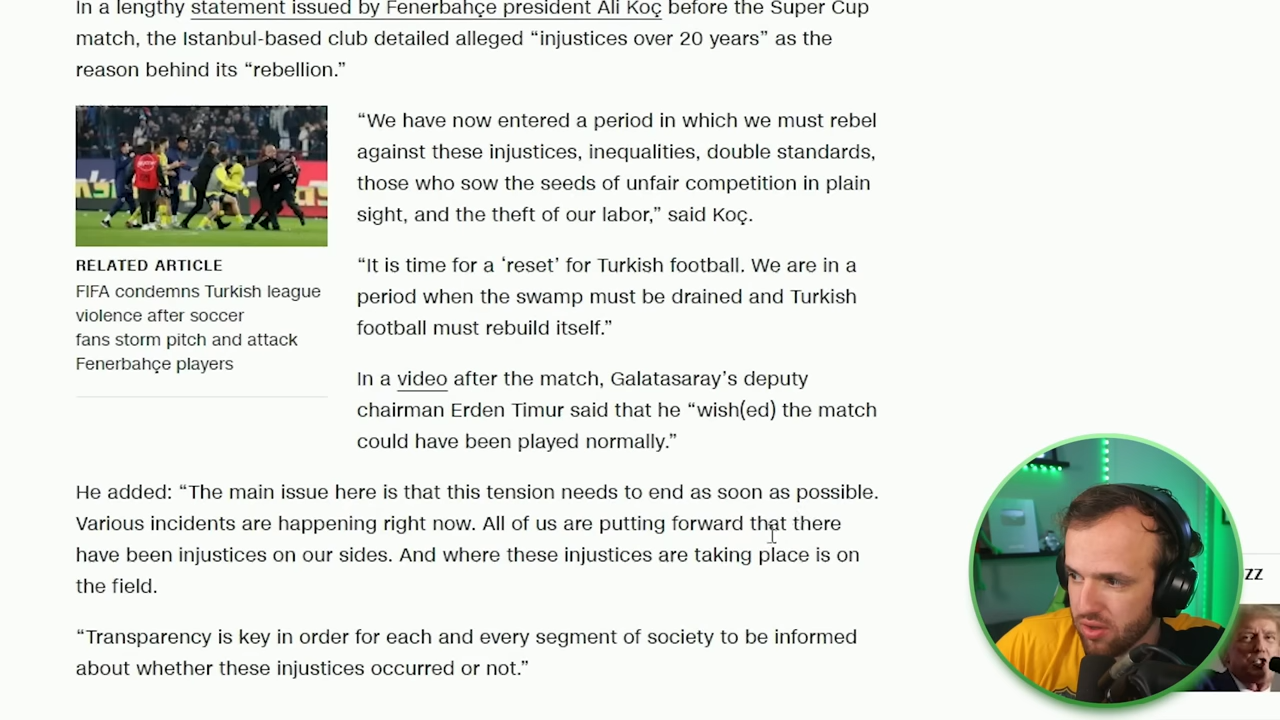 In a lengthy statement issued by Fenerbahçe president Ali Koç before the Super Cup
match, the Istanbul-based club detailed alleged “injustices over 20 years” as the
reason behind its “rebellion.”
RELATED ARTICLE
FIFA condemns Turkish league
violence after soccer
fans storm pitch and attack
Fenerbahçe players
“We have now entered a period in which we must rebel
against these injustices, inequalities, double standards,
those who sow the seeds of unfair competition in plain
sight, and the theft of our labor,” said Koç.
“It is time for a ‘reset’ for Turkish football. We are in a
period when the swamp must be drained and Turkish
football must rebuild itself.”
In a video after the match, Galatasaray’s deputy
chairman Erden Timur said that he “wish(ed) the match
could have been played normally.”
He added: “The main issue here is that this tension needs to end as soon as possible.
Various incidents are happening right now. All of us are putting forward that there
have been injustices on our sides. And where these injustices are taking place is on
the field.
“Transparency is key in order for each and every segment of society to be informed
about whether these injustices occurred or not.”
ZZ